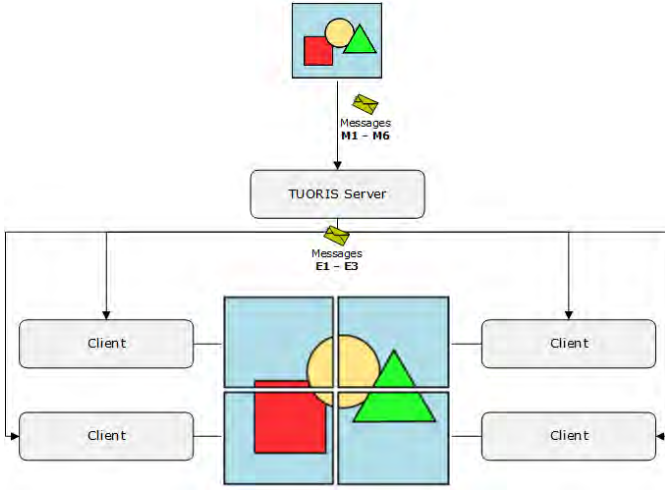 Messages
M1 – M6
TUORIS Server
Messages
E1 – E3
Client
Client
Client
Client